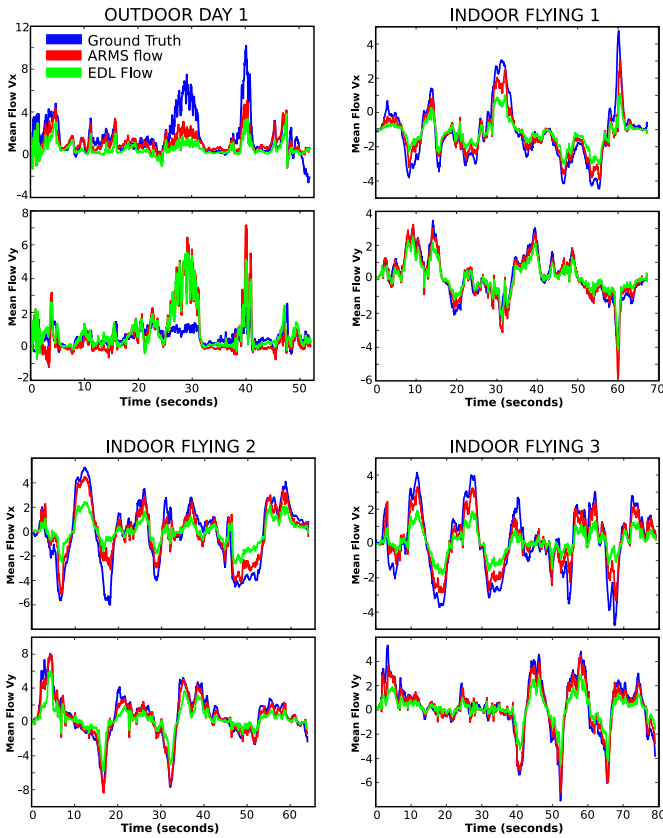 OUTDOOR DAY 1
Mean Flow Vx
12
8
4
0
-4
Ground Truth
ARMS flow
EDL Flow
Mean Flow Vy
8
6
4
2
0
−2
0 10 20 30 40 50
Time (seconds)
INDOOR FLYING 1
Mean Flow Vx
4
2
0
-2
-4
Mean Flow Vy
4
2
0
-2
-4
-6
0 10 20 30 40 50 60 70
Time (seconds)
INDOOR FLYING 2
Mean Flow Vx
6
4
2
0
-2
-4
-6
Mean Flow Vy
8
4
0
-4
-8
0 10 20 30 40 50 60
Time (seconds)
INDOOR FLYING 3
Mean Flow Vx
4
2
0
-2
-4
Mean Flow Vy
4
2
0
-2
-4
-6
0 10 20 30 40 50 60 70 80
Time (seconds)